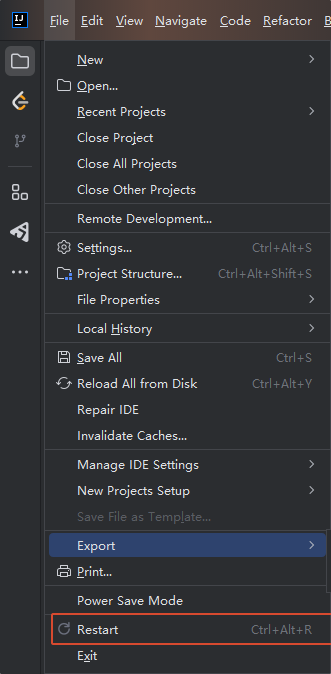 IJ
File Edit View Navigate Code Refactor
New
Open...
Recent Projects
Close Project
Close All Projects
Close Other Projects
Remote Development...
Settings... Ctrl+Alt+S
Project Structure... Ctrl+Alt+Shift+S
File Properties
Local History
Save All Ctrl+S
Reload All from Disk Ctrl+Alt+Y
Repair IDE
Invalidate Caches...
Manage IDE Settings
New Projects Setup
Save File as Template...
Export
Print...
Power Save Mode
Restart Ctrl+Alt+R
Exit